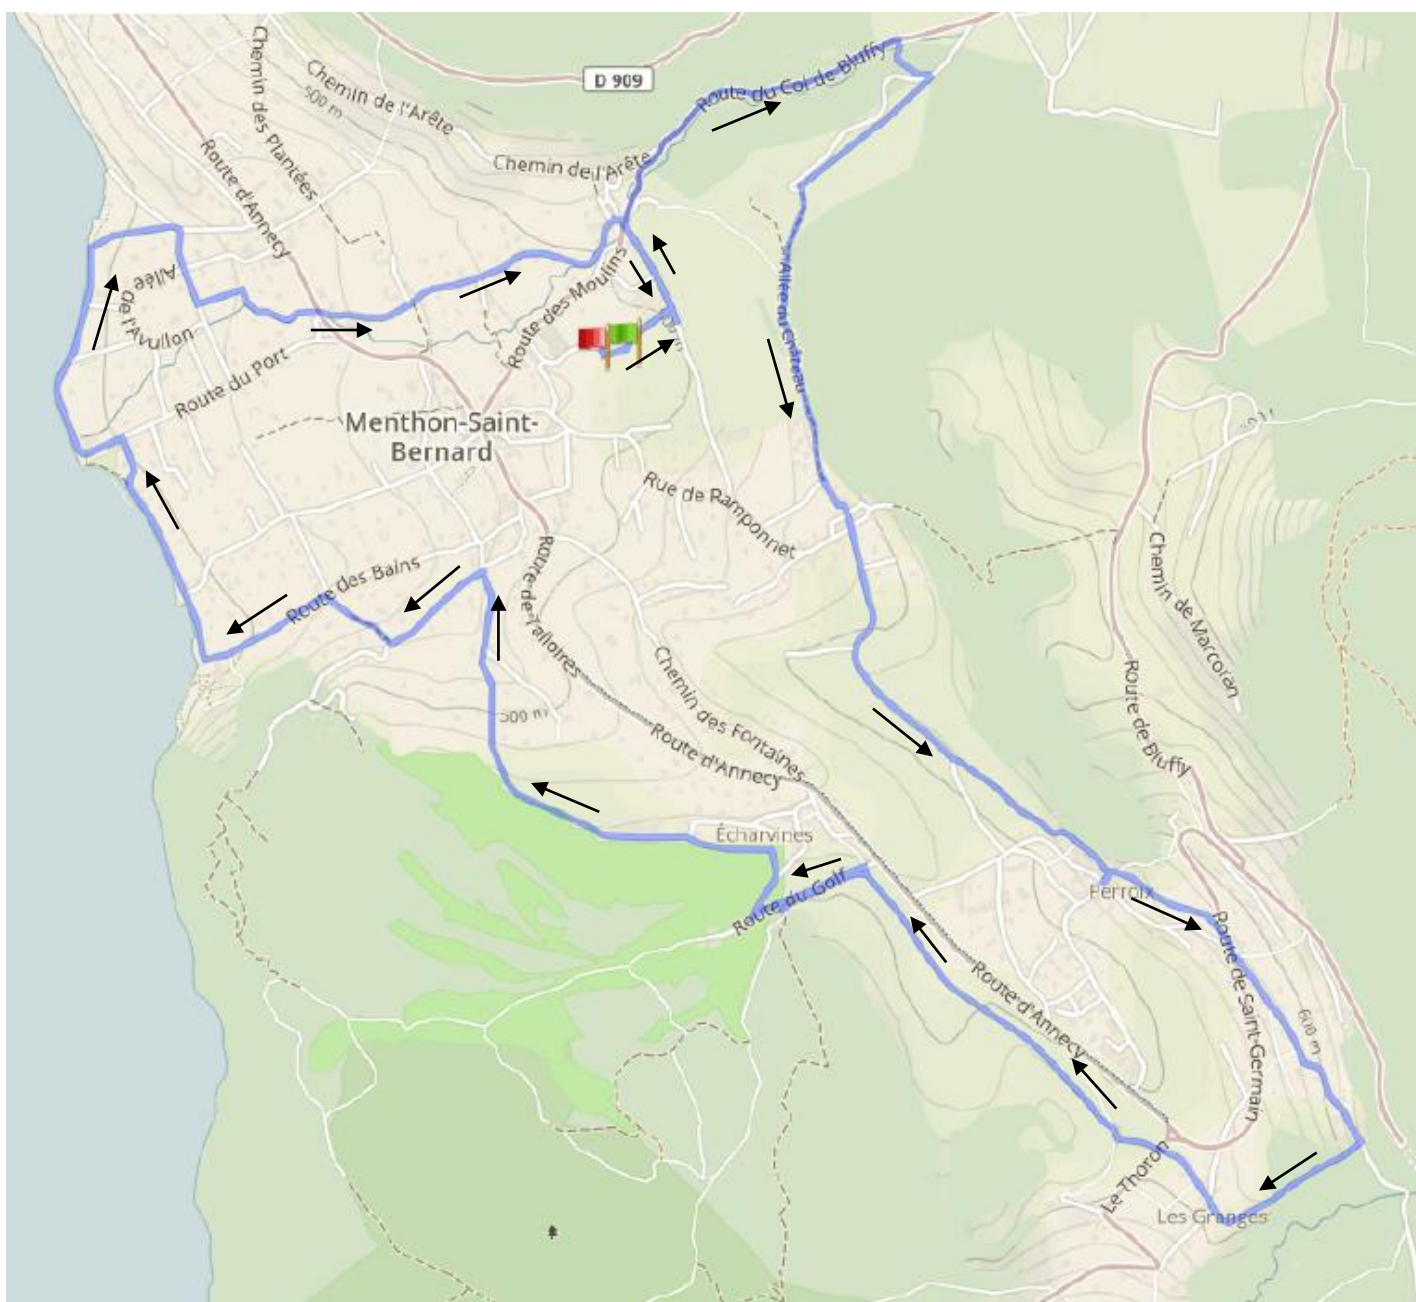 D 909
Route du Col de Bluffy
Chemin de l'Arête
500 m
Chemin des Plantées
Chemin de l'Arête
Route d'Annecy
Allée
de l'Avullon
Route des Moulins
Route du Port
Allée du Château
Menthon-Saint-
Bernard
Rue de Ramponnet
Route des Bains
Route de Talloires
Chemin de Marcoran
Chemin des Fontaines
Route de Bluffy
500 m
Route d'Annecy
Écharvines
Route du Golf
Perroix
Route de Saint-Germain
Route d'Annecy
600 m
Le Thoron
Les Granges